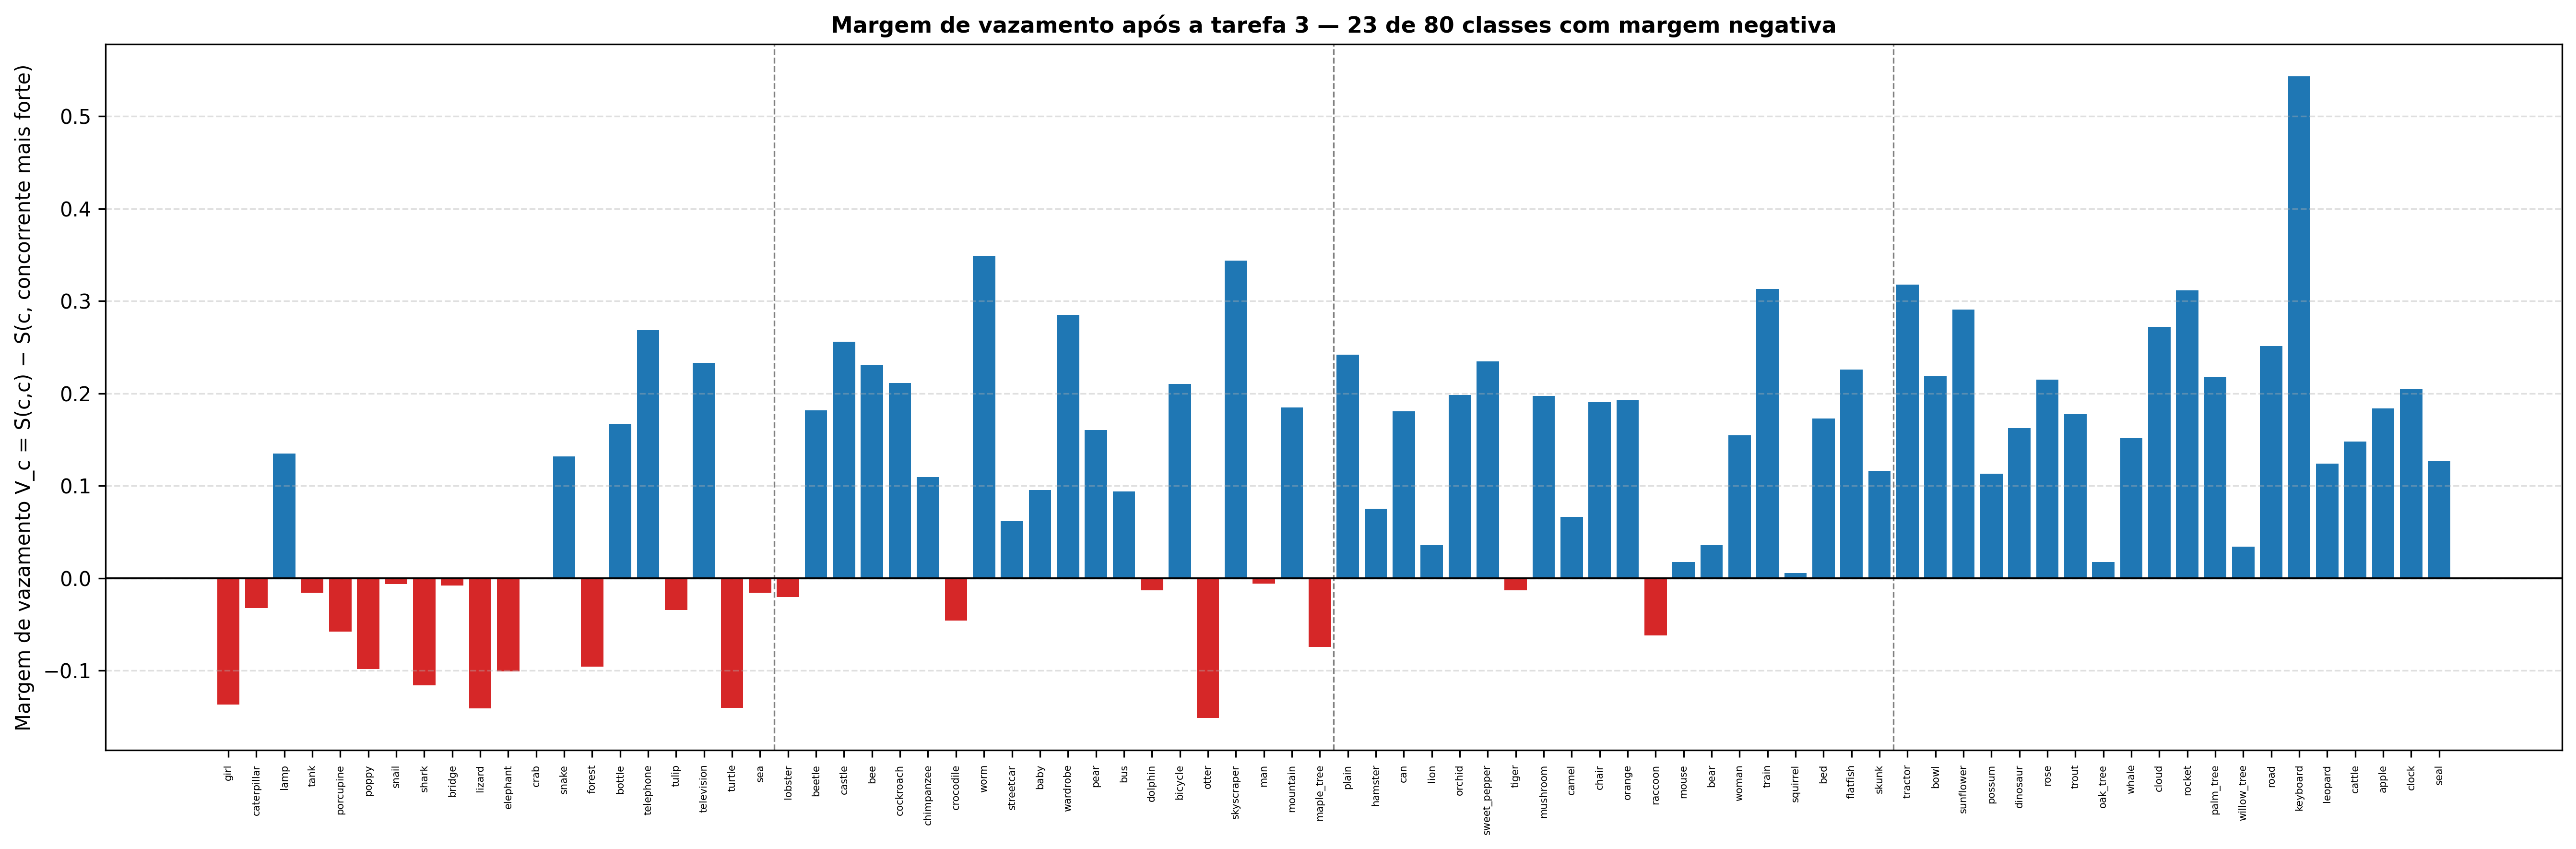 Margem de vazamento após a tarefa 3 — 23 de 80 classes com margem negativa
Margem de vazamento V_c = S(c,c) − S(c, concorrente mais forte)
0.5
0.4
0.3
0.2
0.1
0.0
−0.1
girl
caterpillar
lamp
tank
porcupine
poppy
snail
shark
bridge
lizard
elephant
crab
snake
forest
bottle
telephone
tulip
television
turtle
sea
lobster
beetle
castle
bee
cockroach
chimpanzee
crocodile
worm
streetcar
baby
wardrobe
pear
bus
dolphin
bicycle
otter
skyscraper
man
mountain
maple_tree
plain
hamster
can
lion
orchid
sweet_pepper
tiger
mushroom
camel
chair
orange
raccoon
mouse
bear
woman
train
squirrel
bed
flatfish
skunk
tractor
bowl
sunflower
possum
dinosaur
rose
trout
oak_tree
whale
cloud
rocket
palm_tree
willow_tree
road
keyboard
leopard
cattle
apple
clock
seal